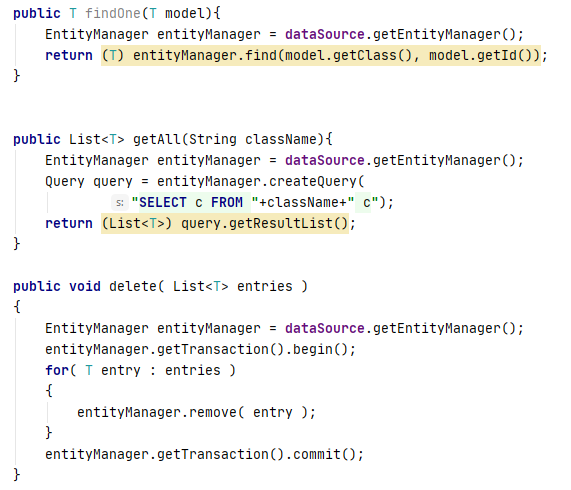 public T findOne(T model){
    EntityManager entityManager = dataSource.getEntityManager();
    return (T) entityManager.find(model.getClass(), model.getId());
}
public List<T> getAll(String className){
    EntityManager entityManager = dataSource.getEntityManager();
    Query query = entityManager.createQuery(
            s: "SELECT c FROM "+className+" c");
    return (List<T>) query.getResultList();
}
public void delete( List<T> entries )
{
    EntityManager entityManager = dataSource.getEntityManager();
    entityManager.getTransaction().begin();
    for( T entry : entries )
    {
        entityManager.remove( entry );
    }
    entityManager.getTransaction().commit();
}